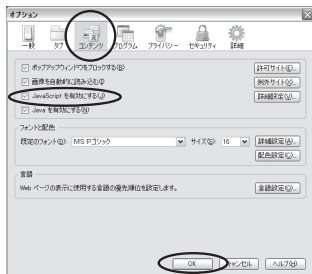 オプション
一般 タブ コンテンツ プログラム プライバシー セキュリティ 詳細
ポップアップウィンドウをブロックする(B) 許可サイト(E)...
画像を自動的に読み込む(I) 例外サイト(X)...
JavaScript を有効にする(J) 詳細設定(V)...
Java を有効にする(N)
フォントと配色
既定のフォント(D): MS Pゴシック サイズ(S): 16 詳細設定(A)...
配色設定(C)...
言語
Web ページの表示に使用する言語の優先順位を設定します。 言語設定(O)...
OK キャンセル ヘルプ(H)